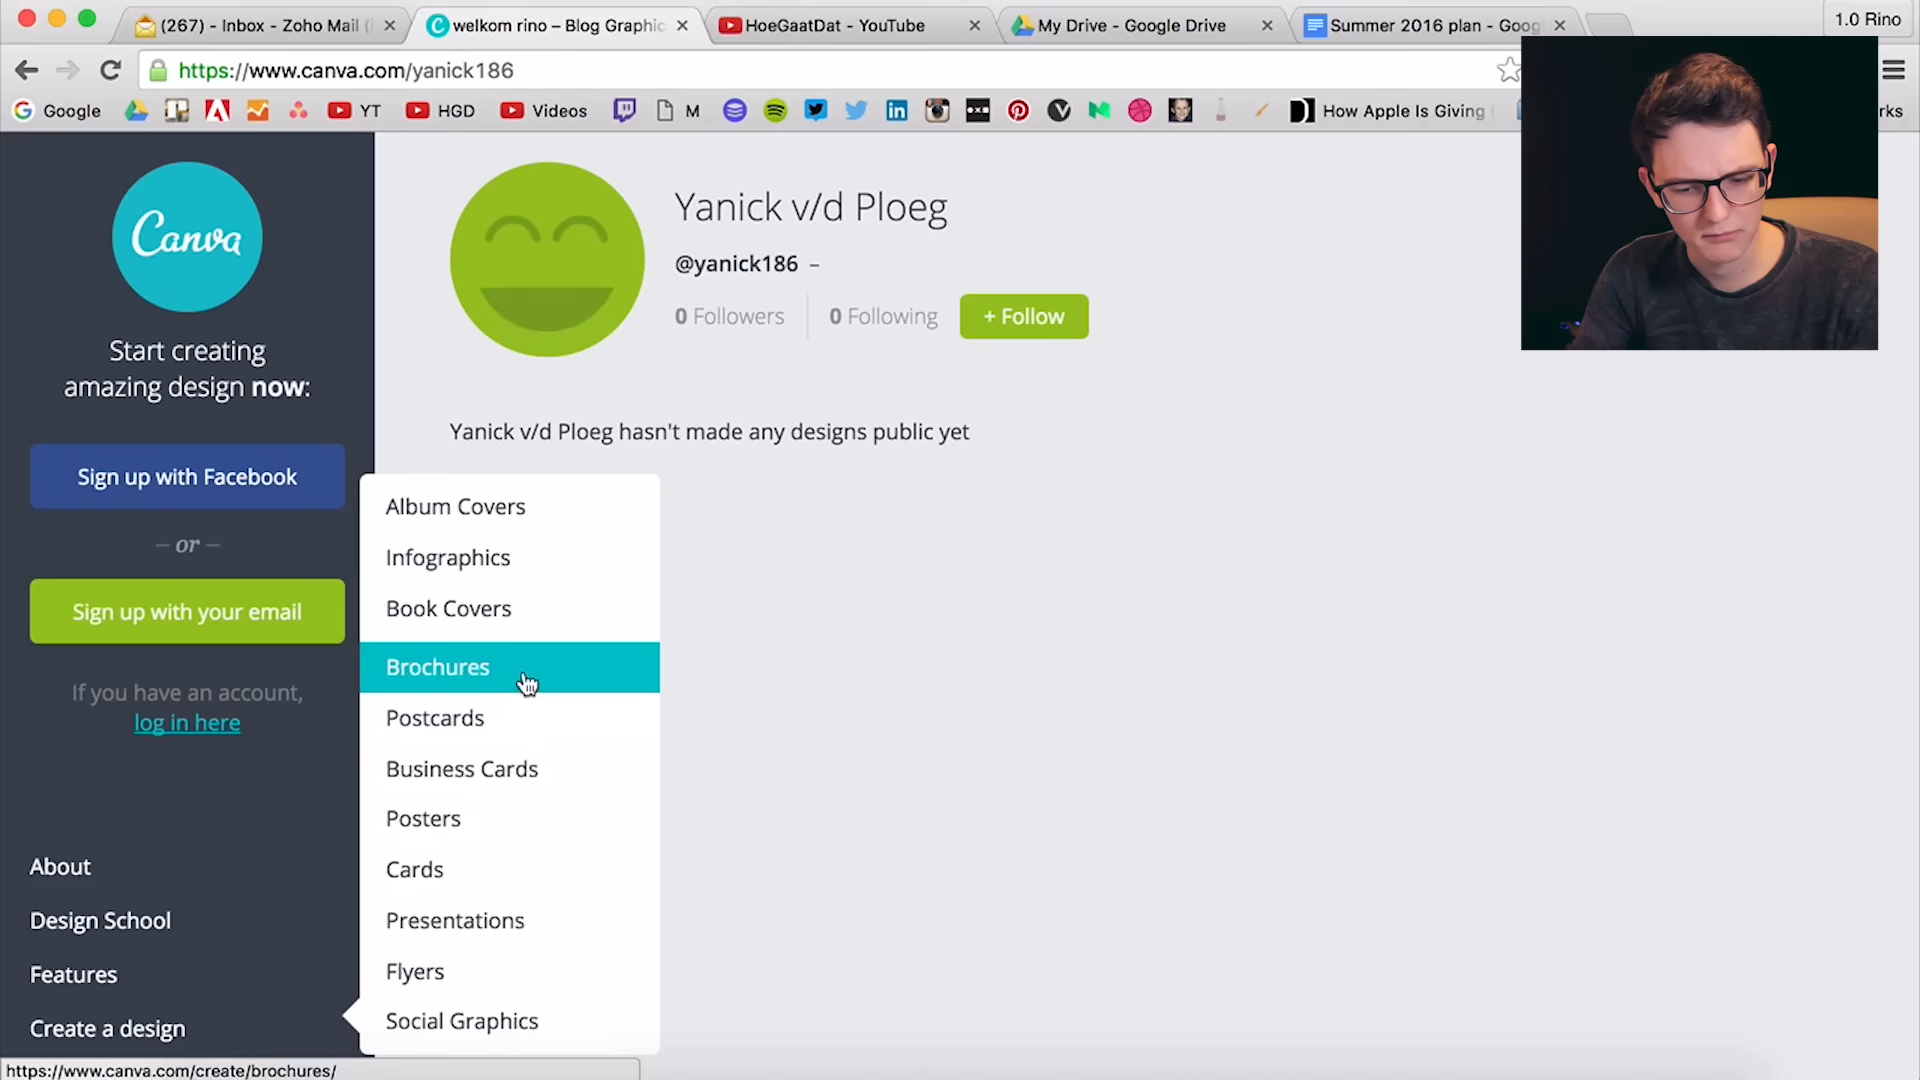 (267) - Inbox - Zoho Mail (
welkom rino – Blog Graphic
HoeGaatDat - YouTube
My Drive - Google Drive
Summer 2016 plan - Goog
1.0 Rino
https://www.canva.com/yanick186
Google
YT
HGD
Videos
M
How Apple Is Giving
rks
Canva
Start creating
amazing design now:
Sign up with Facebook
– or –
Sign up with your email
If you have an account,
log in here
About
Design School
Features
Create a design
Yanick v/d Ploeg
@yanick186 –
0 Followers
0 Following
+ Follow
Yanick v/d Ploeg hasn't made any designs public yet
Album Covers
Infographics
Book Covers
Brochures
Postcards
Business Cards
Posters
Cards
Presentations
Flyers
Social Graphics
https://www.canva.com/create/brochures/